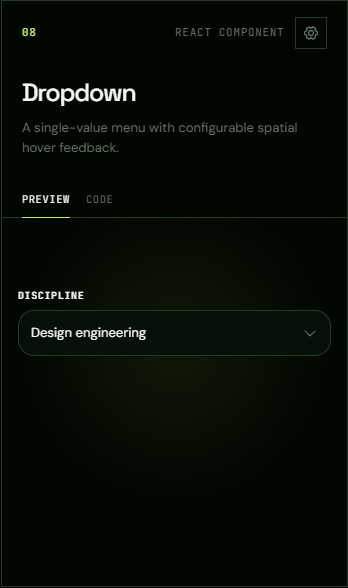 08
REACT COMPONENT
Dropdown
A single-value menu with configurable spatial
hover feedback.
PREVIEW CODE
DISCIPLINE
Design engineering